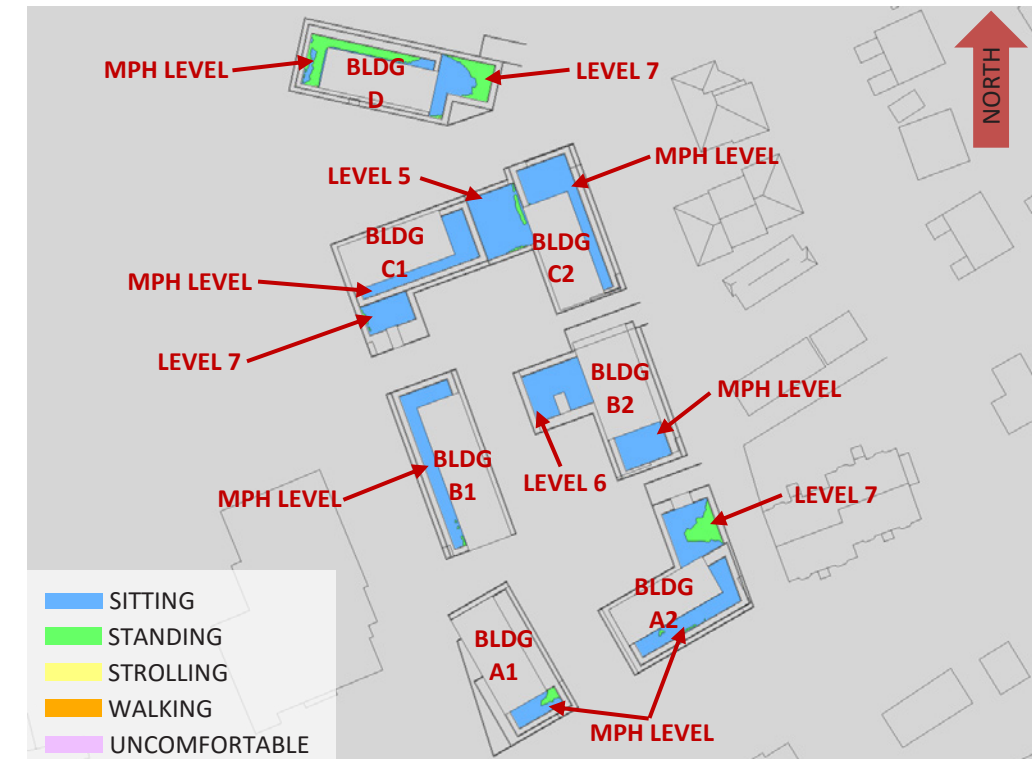 MPH LEVEL
BLDG
D
LEVEL 7
NORTH
LEVEL 5
MPH LEVEL
BLDG
C1
BLDG
C2
MPH LEVEL
LEVEL 7
BLDG
B2
MPH LEVEL
BLDG
B1
MPH LEVEL
LEVEL 6
LEVEL 7
BLDG
A2
BLDG
A1
MPH LEVEL
SITTING
STANDING
STROLLING
WALKING
UNCOMFORTABLE